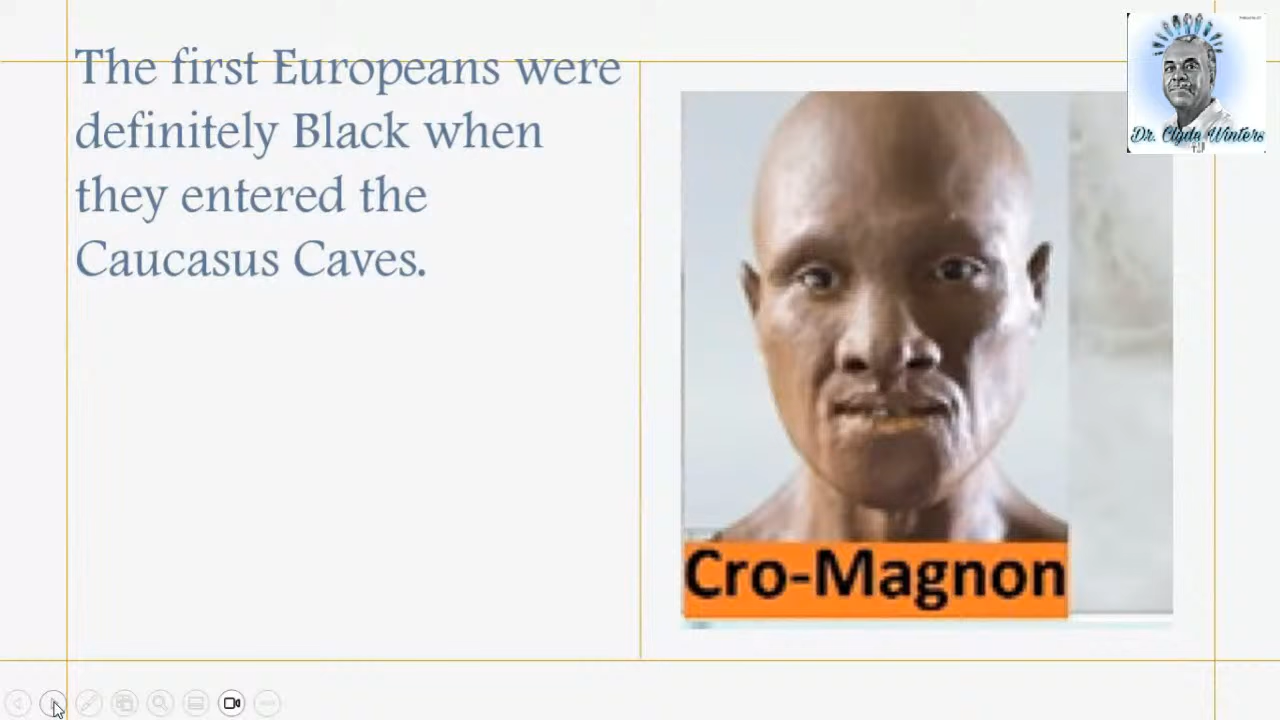 The first Europeans were
definitely Black when
they entered the
Caucasus Caves.
Dr. Clyde Winters
Cro-Magnon